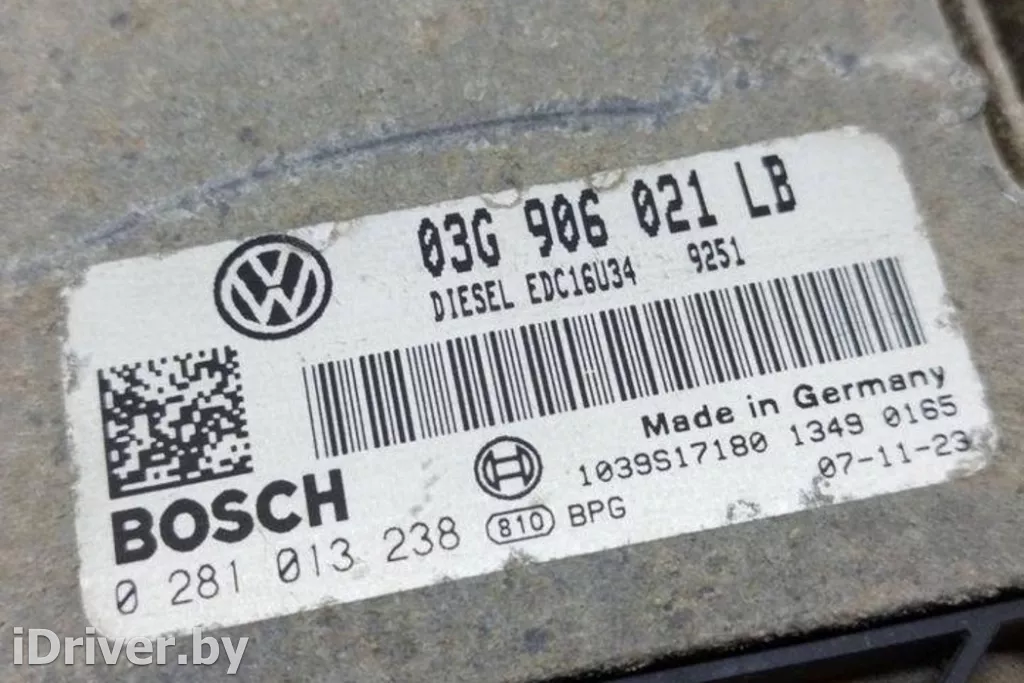 03G 906 021 LB
DIESEL EDC16U34 9251
Made in Germany
1039S17180 1349 0165
07-11-23
BOSCH
0 281 013 238 810 BPG
iDriver.by